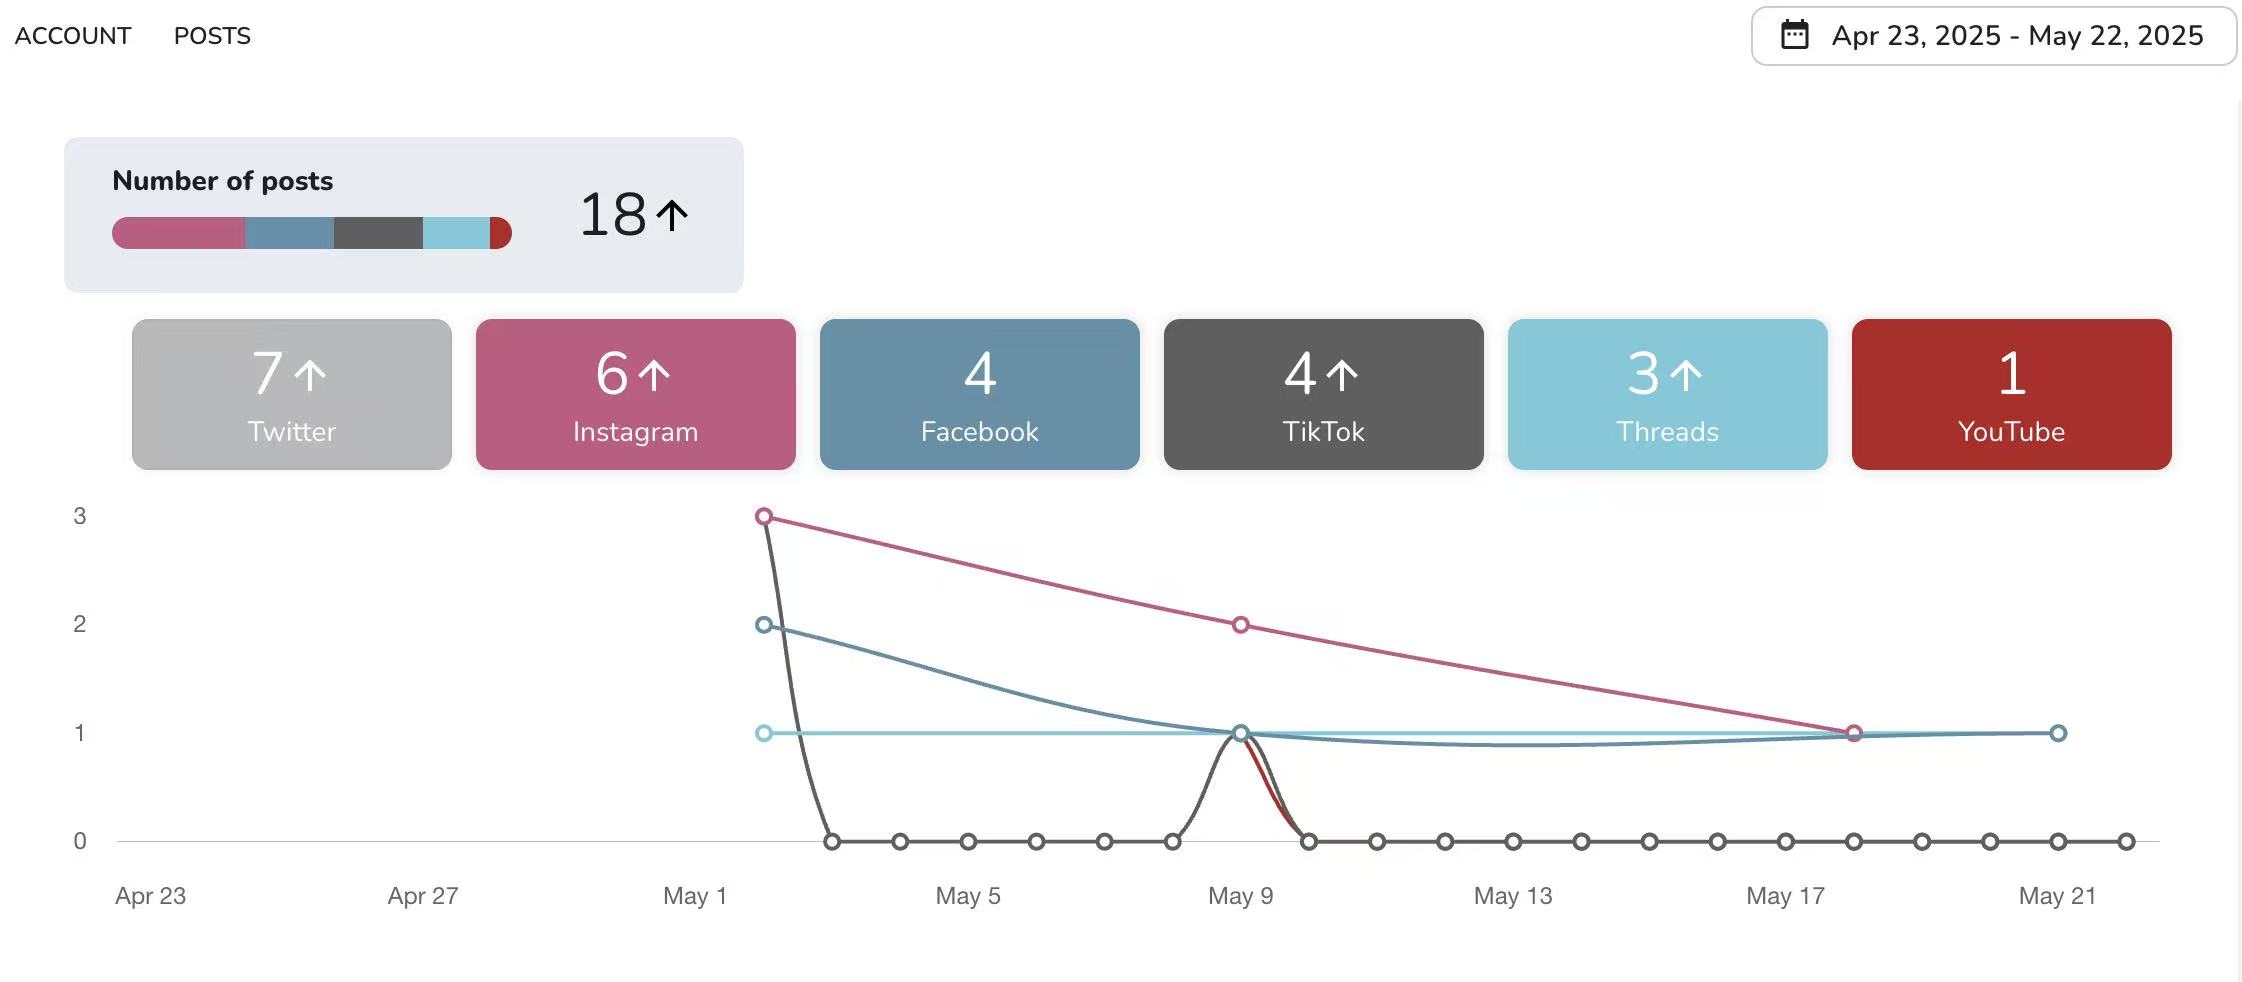 ACCOUNT POSTS Apr 23, 2025 - May 22, 2025
Number of posts
18↑
7↑ 6↑ 4 4↑ 3↑ 1
Twitter Instagram Facebook TikTok Threads YouTube
3
2
1
0
Apr 23 Apr 27 May 1 May 5 May 9 May 13 May 17 May 21